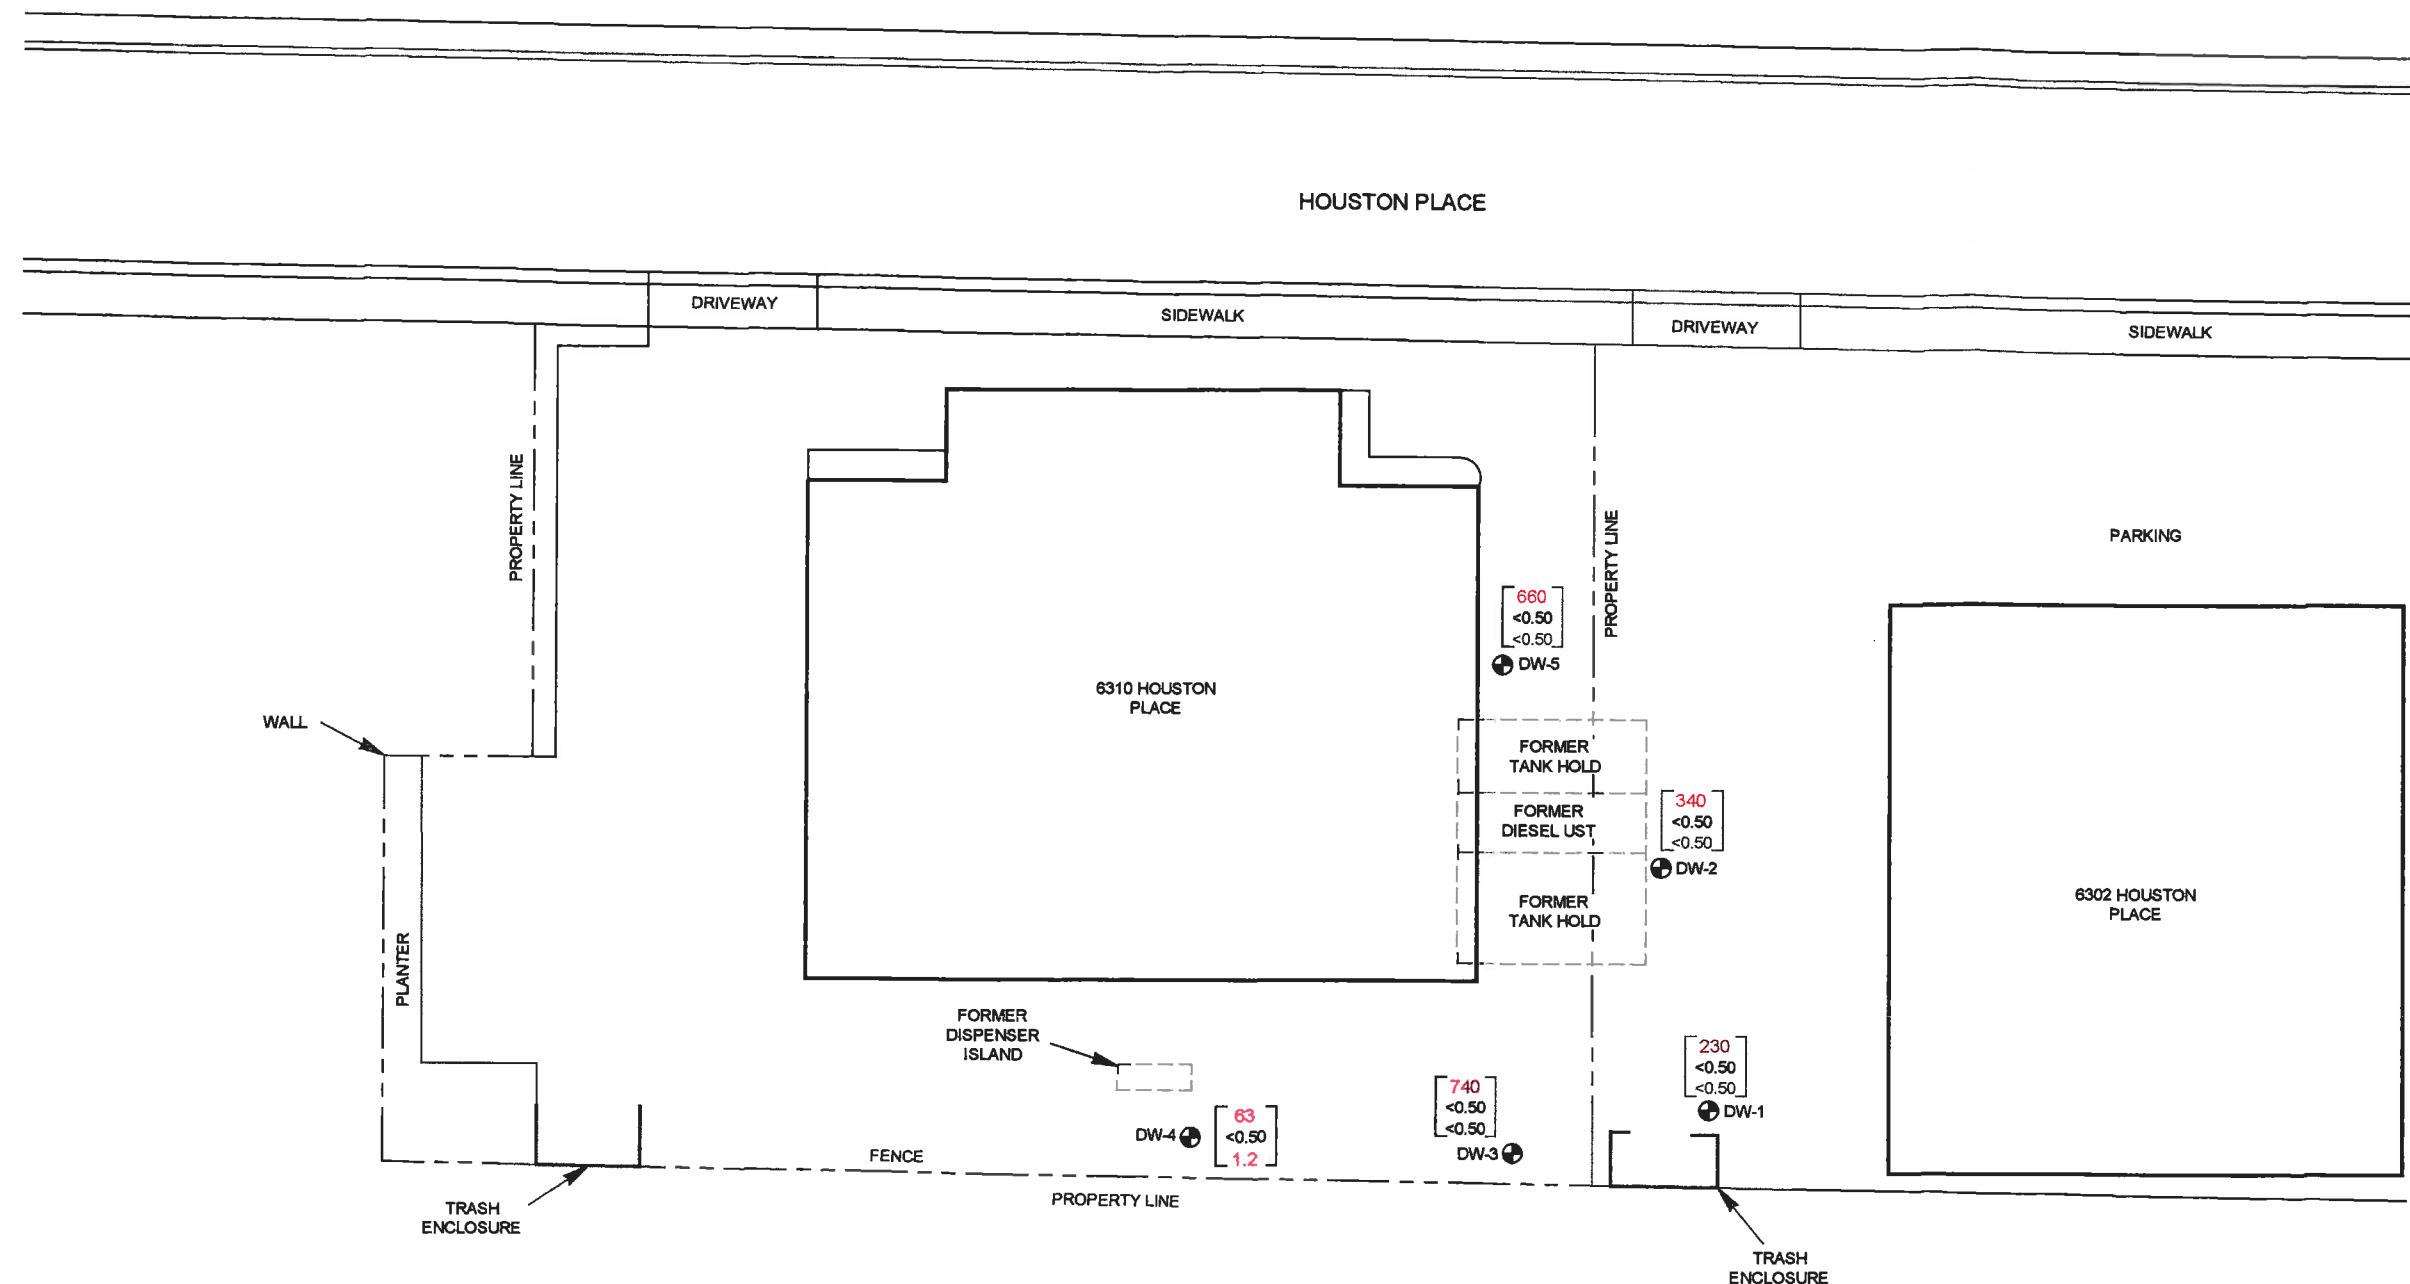 HOUSTON PLACE
DRIVEWAY
SIDEWALK
DRIVEWAY
SIDEWALK
PROPERTY LINE
PROPERTY LINE
PARKING
660
<0.50
<0.50
DW-5
6310 HOUSTON
PLACE
WALL
FORMER
TANK HOLD
FORMER
DIESEL UST
FORMER
TANK HOLD
340
<0.50
<0.50
DW-2
6302 HOUSTON
PLACE
PLANTER
FORMER
DISPENSER
ISLAND
230
<0.50
<0.50
DW-1
740
<0.50
<0.50
DW-3
DW-4
63
<0.50
1.2
FENCE
PROPERTY LINE
TRASH
ENCLOSURE
TRASH
ENCLOSURE